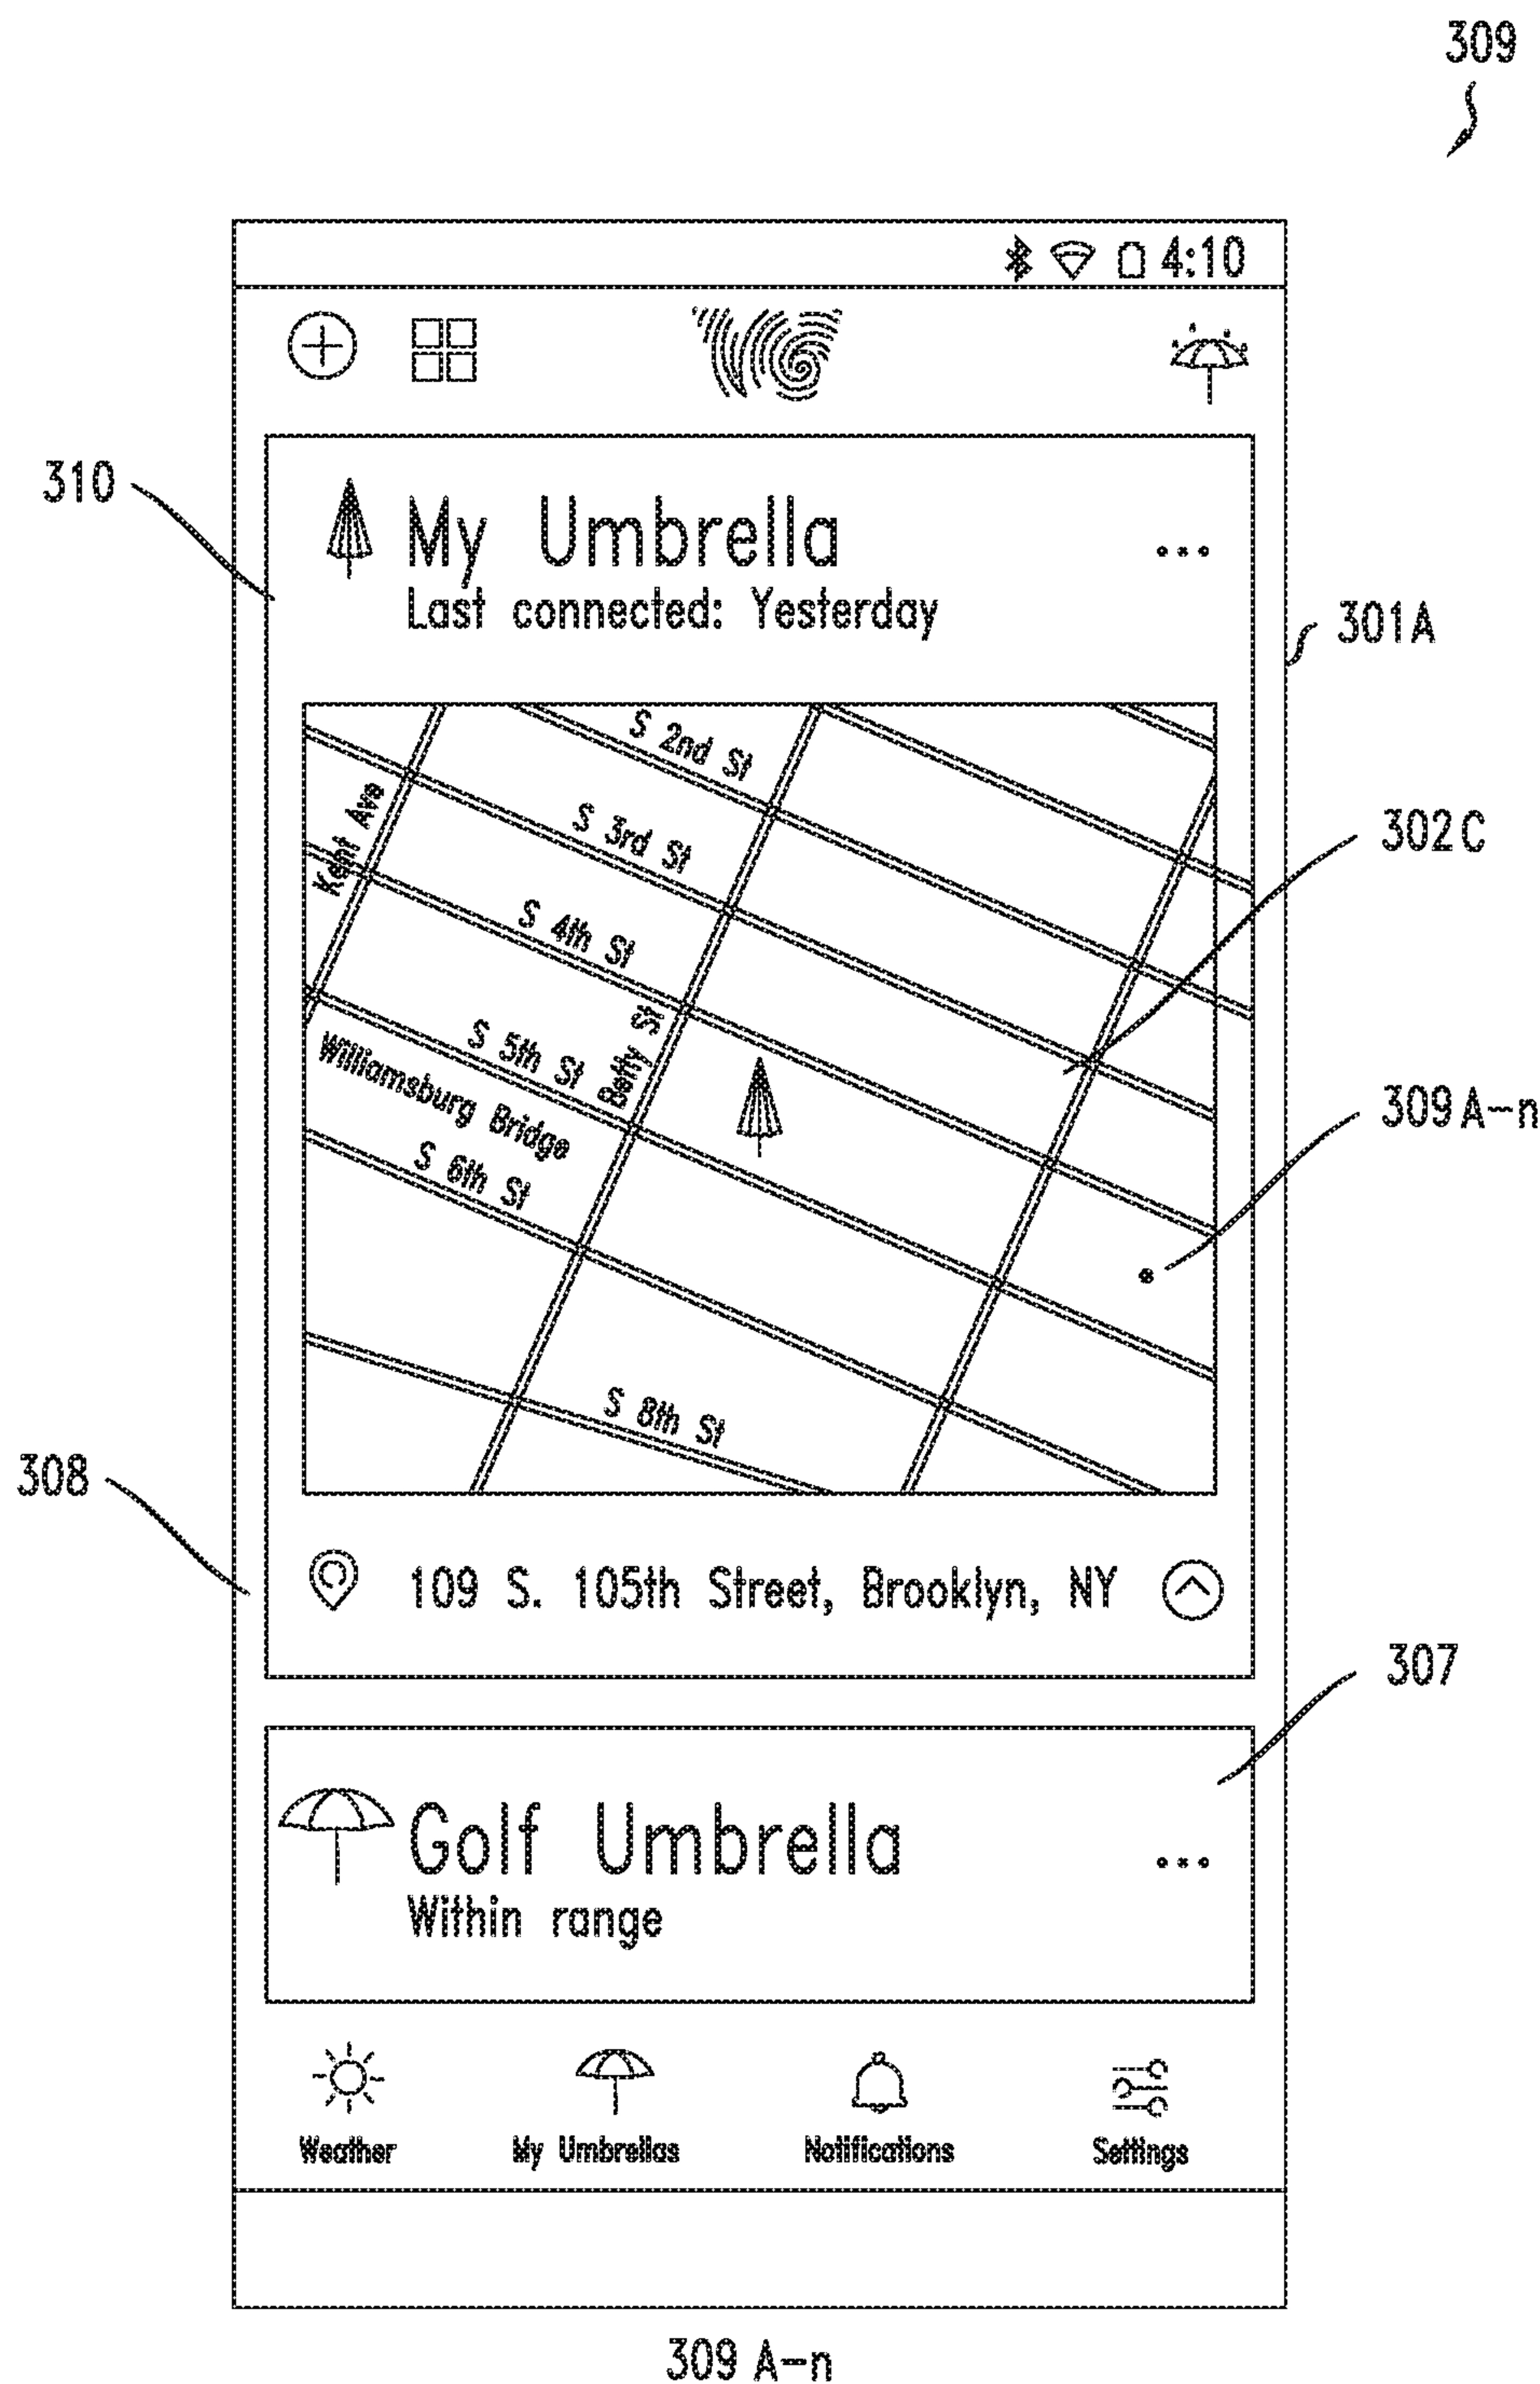 309
4:10
310
My Umbrella
Last connected: Yesterday
301A
S 2nd St
302C
Kent Ave
S 3rd St
S 4th St
309A-n
S 5th St
Betty St
Williamsburg Bridge
S 6th St
S 8th St
308
109 S. 105th Street, Brooklyn, NY
307
Golf Umbrella
Within range
Weather
My Umbrellas
Notifications
Settings
309 A-n